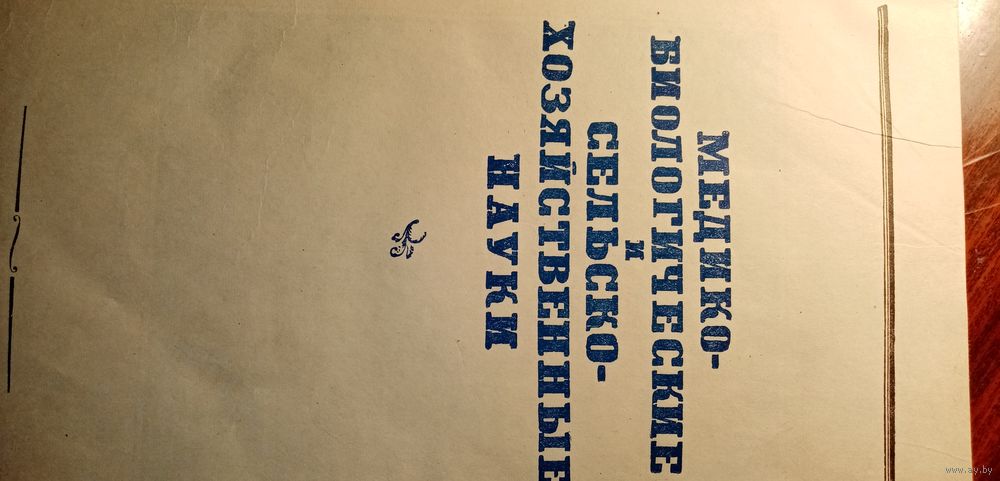 МЕДИКО-
БИОЛОГИЧЕСКИЕ
И
СЕЛЬСКО-
ХОЗЯЙСТВЕННЫЕ
НАУКИ
www.ay.by